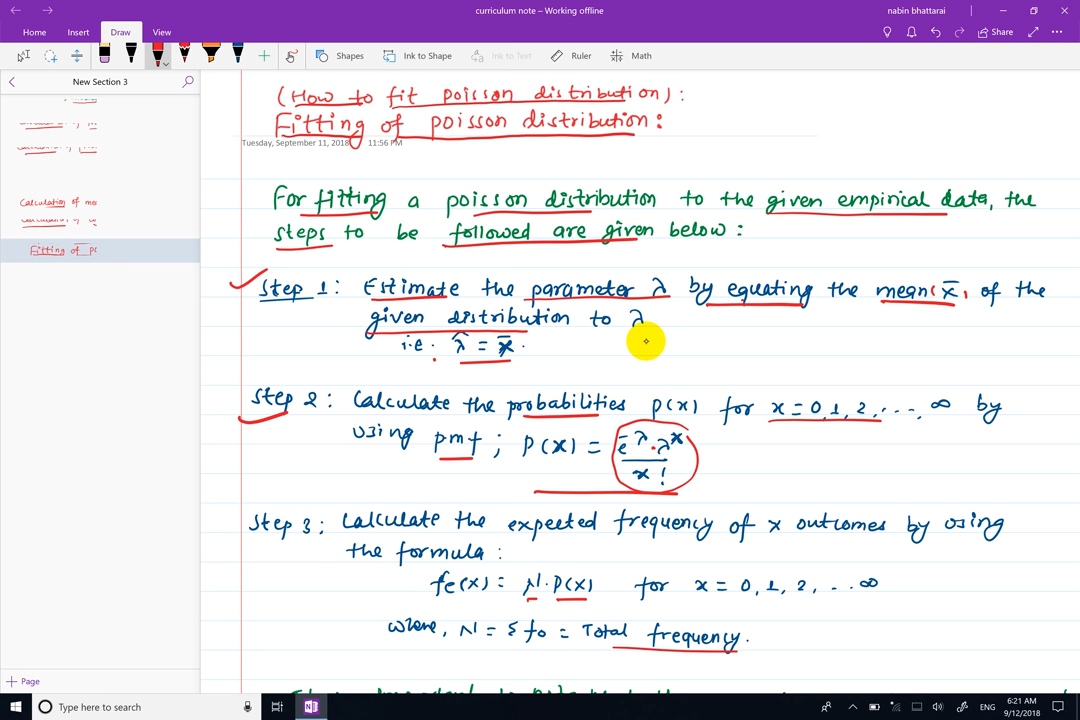 curriculum note – Working offline
nabin bhattarai
Home Insert Draw View
Share
Shapes Ink to Shape Ink to Text Ruler Math
New Section 3
(How to fit poisson distribution):
Fitting of poisson distribution:
Tuesday, September 11, 2018 11:56 PM
Calculation of me
Fitting of po
For fitting a poisson distribution to the given empirical data, the
steps to be followed are given below:
Step 1: Estimate the parameter λ by equating the mean(x̄) of the
given distribution to λ
i.e. λ̂ = x̄.
Step 2: Calculate the probabilities p(x) for x = 0,1,2,....,∞ by
using pmf; p(x) = e^-λ.λ^x / x!
Step 3: Calculate the expected frequency of x outcomes by using
the formula:
fe(x) = N.p(x) for x = 0,1,2,...∞
where, N = Σfo = Total frequency.
Page
Type here to search
ENG
6:21 AM
9/12/2018